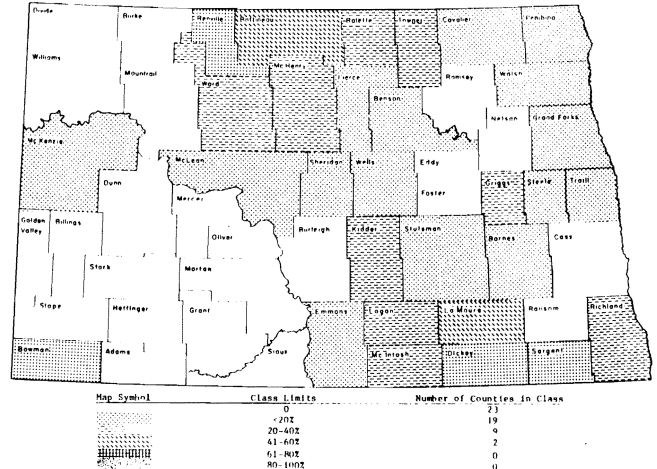 Divide Burke Renville Bottineau Rolette Towner Cavalier Pembina
Williams Mountrail Ward McHenry Pierce Benson Ramsey Walsh
Nelson Grand Forks
McKenzie McLean Sheridan Wells Eddy
Dunn Mercer Foster Griggs Steele Traill
Golden Valley Billings Oliver Burleigh Kidder Stutsman Barnes Cass
Stark Morton
Slope Hettinger Grant Emmons Logan La Moure Ransom Richland
Bowman Adams Sioux McIntosh Dickey Sargent
Map Symbol Class Limits Number of Counties in Class
0 23
<20% 19
20-40% 9
41-60% 2
61-80% 0
80-100% 0